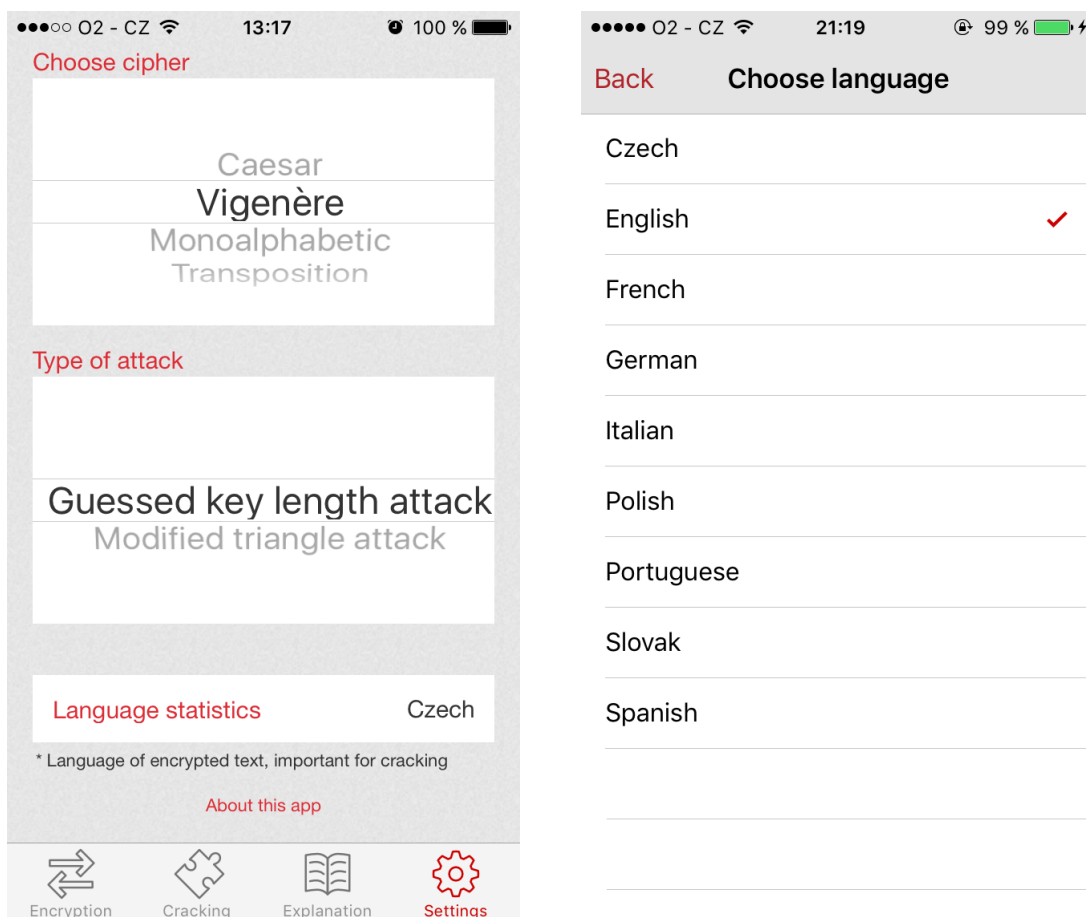 O2 - CZ 13:17 100 %
Choose cipher
Caesar
Vigenère
Monoalphabetic
Transposition
Type of attack
Guessed key length attack
Modified triangle attack
Language statistics Czech
* Language of encrypted text, important for cracking
About this app
Encryption Cracking Explanation Settings
O2 - CZ 21:19 99 %
Back Choose language
Czech
English
French
German
Italian
Polish
Portuguese
Slovak
Spanish